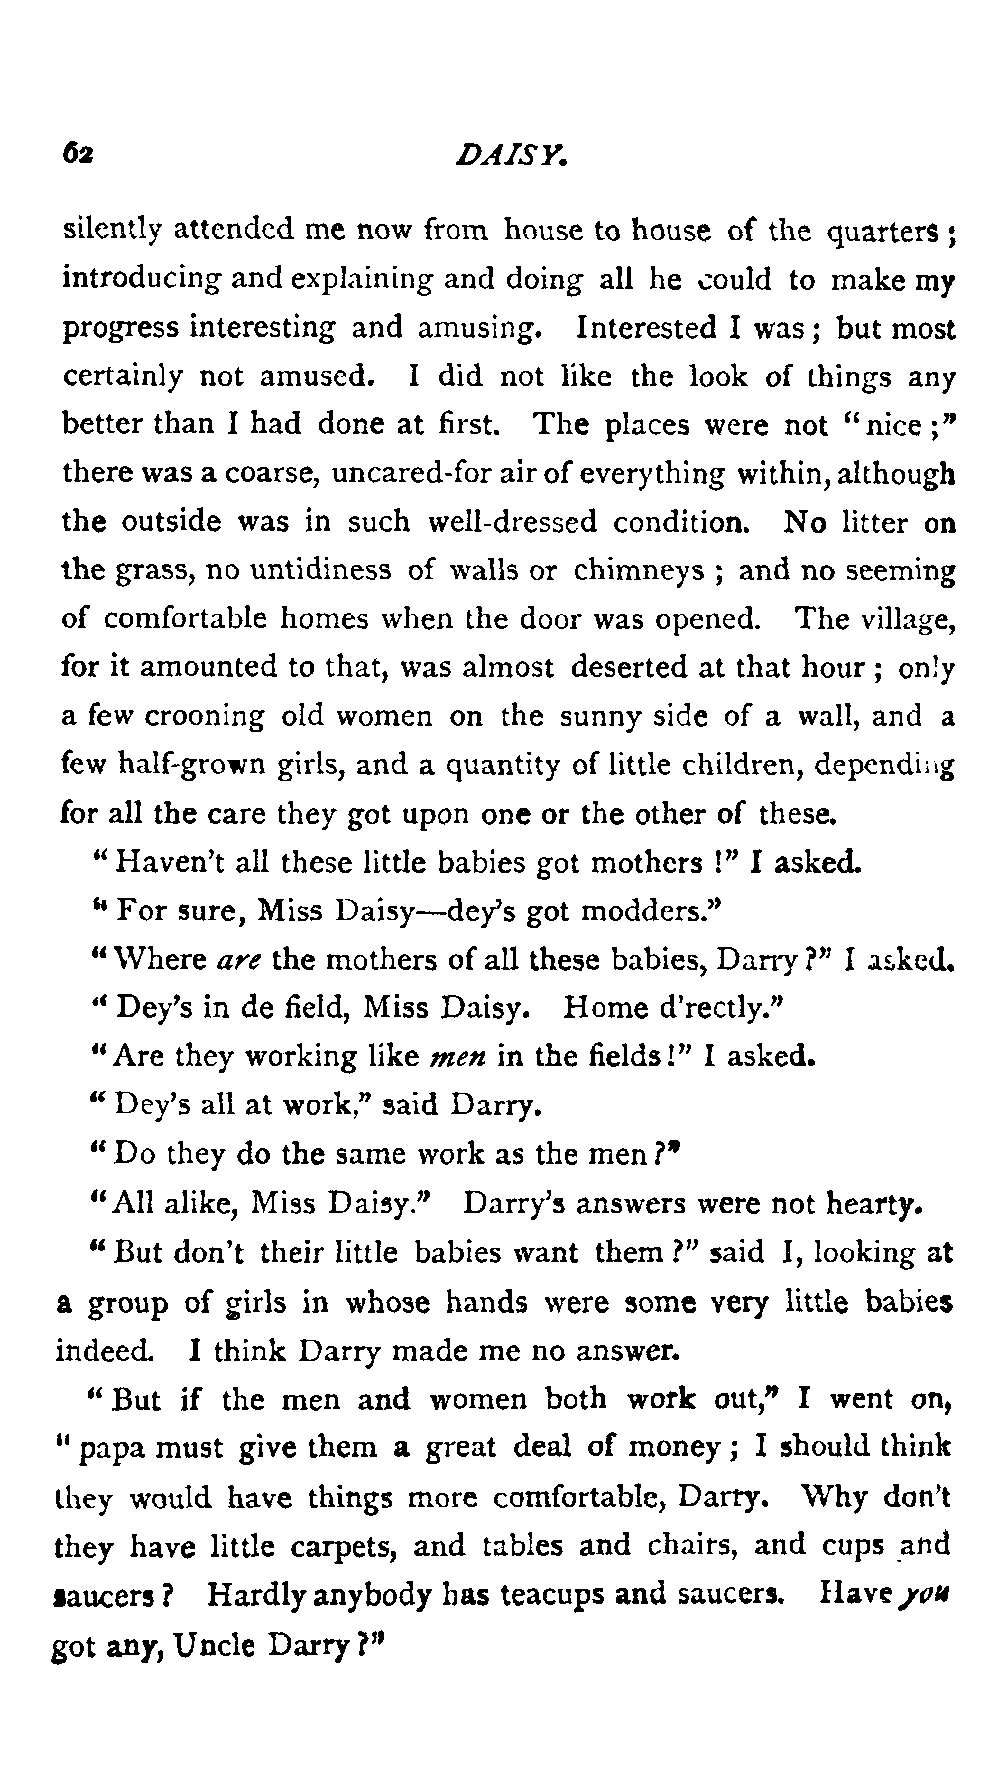 62 DAISY.
silently attended me now from house to house of the quarters ;
introducing and explaining and doing all he could to make my
progress interesting and amusing. Interested I was ; but most
certainly not amused. I did not like the look of things any
better than I had done at first. The places were not “nice ;”
there was a coarse, uncared-for air of everything within, although
the outside was in such well-dressed condition. No litter on
the grass, no untidiness of walls or chimneys ; and no seeming
of comfortable homes when the door was opened. The village,
for it amounted to that, was almost deserted at that hour ; only
a few crooning old women on the sunny side of a wall, and a
few half-grown girls, and a quantity of little children, depending
for all the care they got upon one or the other of these.
“ Haven’t all these little babies got mothers !” I asked.
“ For sure, Miss Daisy—dey’s got modders.”
“ Where are the mothers of all these babies, Darry ?” I asked.
“ Dey’s in de field, Miss Daisy. Home d’rectly.”
“ Are they working like men in the fields !” I asked.
“ Dey’s all at work,” said Darry.
“ Do they do the same work as the men ?”
“ All alike, Miss Daisy.” Darry’s answers were not hearty.
“ But don’t their little babies want them ?” said I, looking at
a group of girls in whose hands were some very little babies
indeed. I think Darry made me no answer.
“ But if the men and women both work out,” I went on,
“ papa must give them a great deal of money ; I should think
they would have things more comfortable, Darry. Why don’t
they have little carpets, and tables and chairs, and cups and
saucers ? Hardly anybody has teacups and saucers. Have you
got any, Uncle Darry ?”